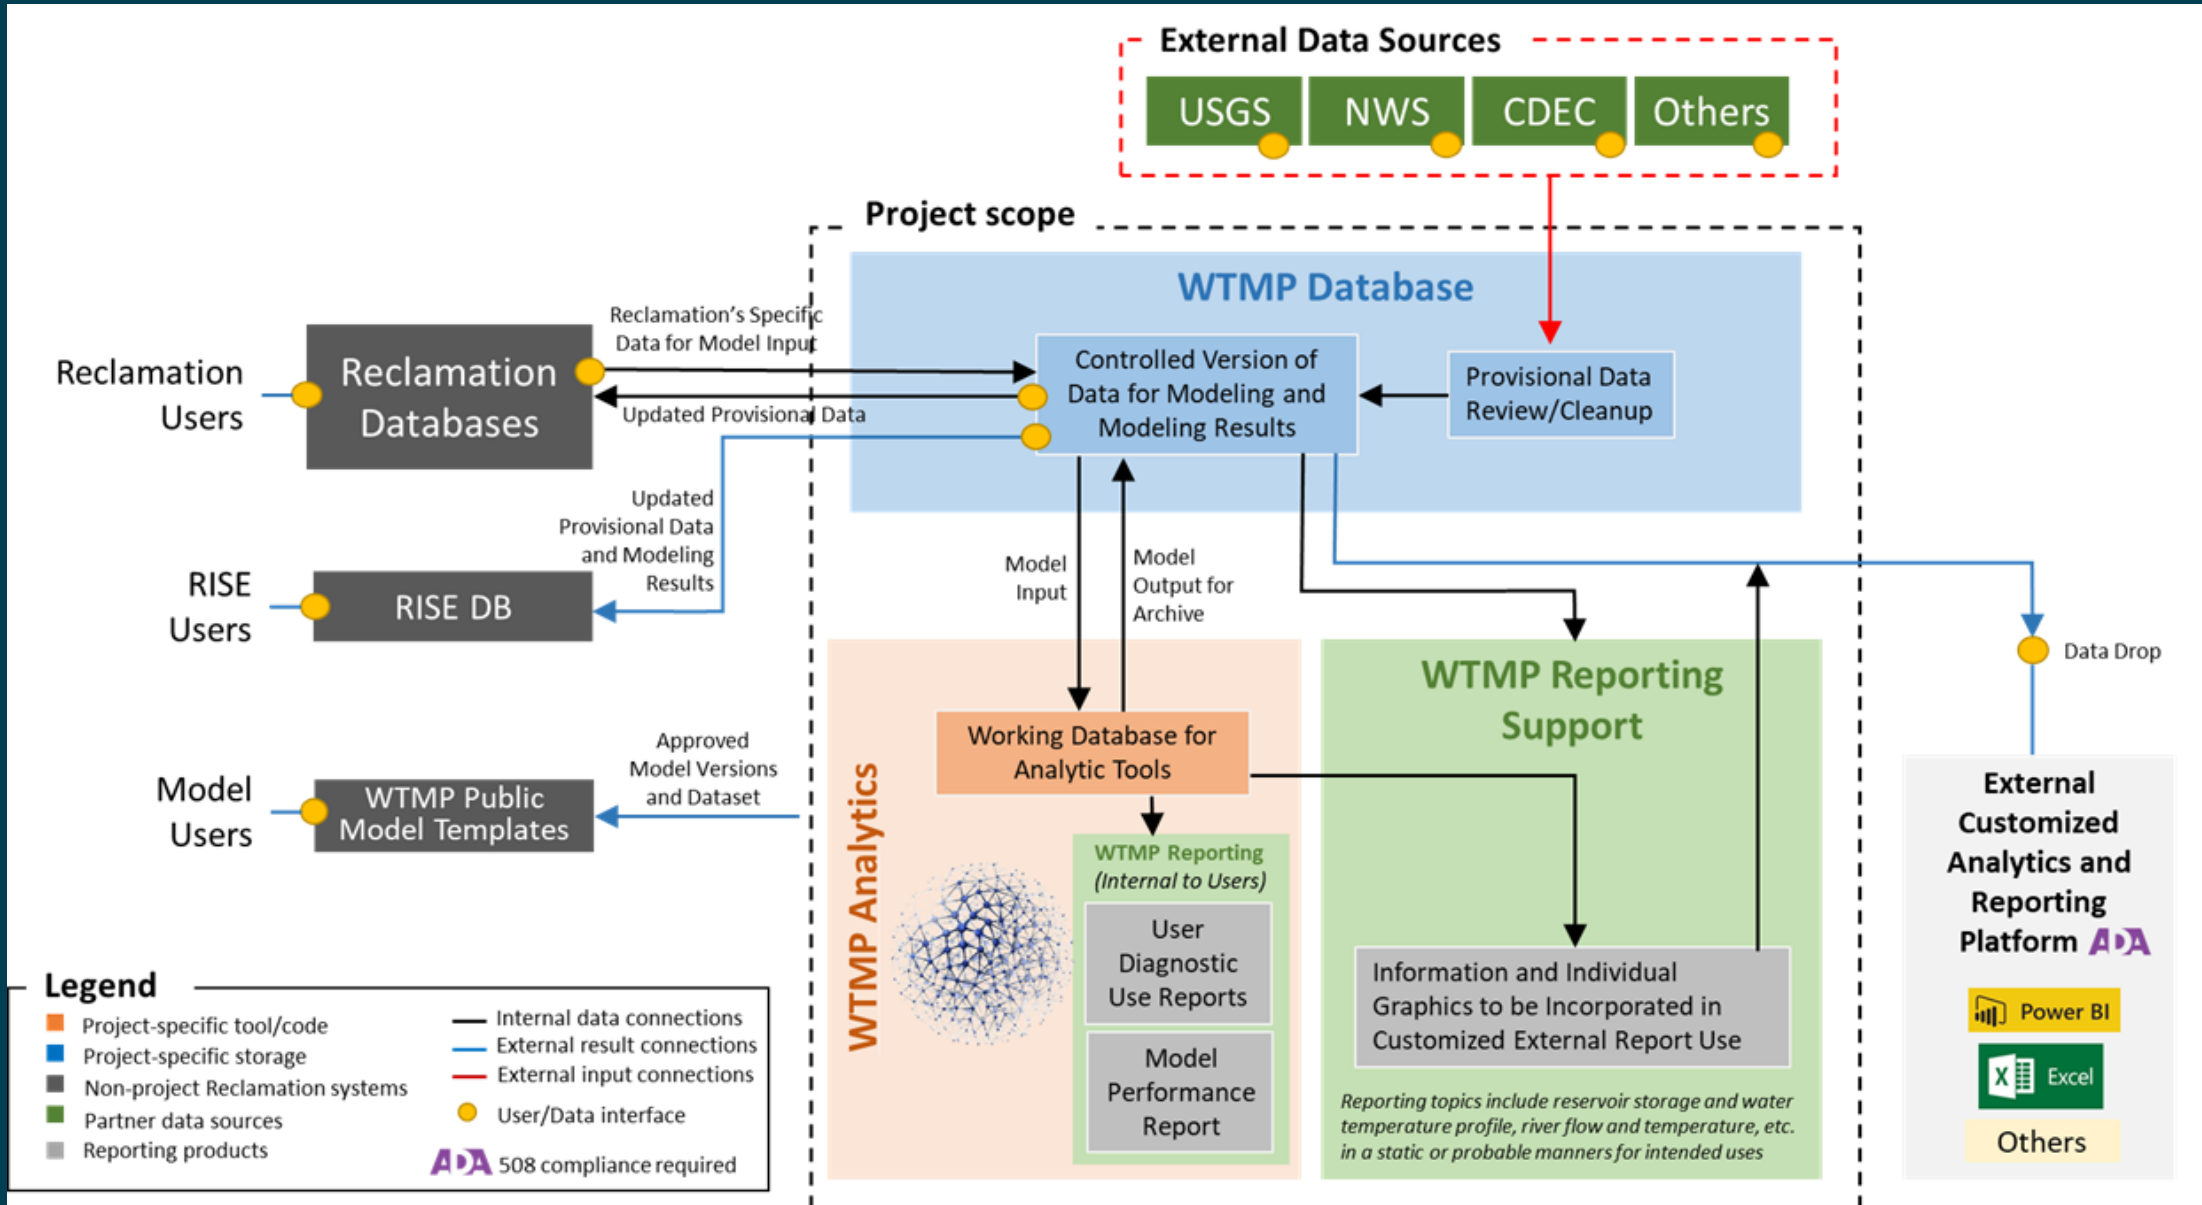 External Data Sources
USGS
NWS
CDEC
Others
Project scope
WTMP Database
Reclamation's Specific
Data for Model Input
Updated Provisional Data
Controlled Version of
Data for Modeling and
Modeling Results
Provisional Data
Review/Cleanup
Reclamation
Users
Reclamation
Databases
Updated
Provisional Data
and Modeling
Results
RISE
Users
RISE DB
Model
Input
Model
Output for
Archive
Data Drop
Approved
Model Versions
and Dataset
Model
Users
WTMP Public
Model Templates
WTMP Analytics
Working Database for
Analytic Tools
WTMP Reporting
(Internal to Users)
User
Diagnostic
Use Reports
Model
Performance
Report
WTMP Reporting
Support
Information and Individual
Graphics to be Incorporated in
Customized External Report Use
Reporting topics include reservoir storage and water
temperature profile, river flow and temperature, etc.
in a static or probable manners for intended uses
External
Customized
Analytics and
Reporting
Platform ADA
Power BI
X Excel
Others
Legend
Project-specific tool/code
Project-specific storage
Non-project Reclamation systems
Partner data sources
Reporting products
Internal data connections
External result connections
External input connections
User/Data interface
ADA 508 compliance required